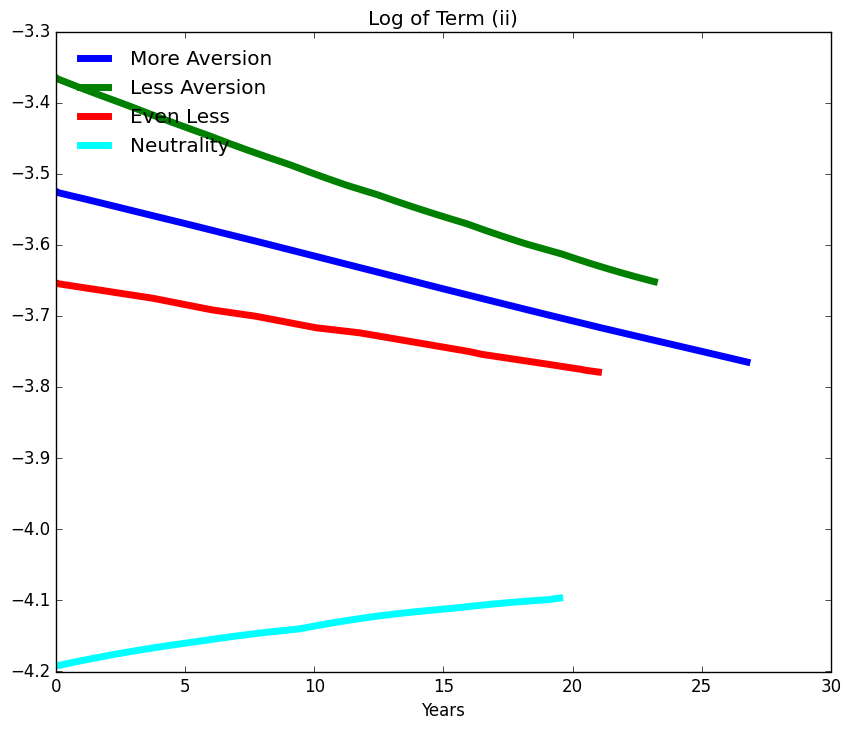 Log of Term (ii)
−3.3
−3.4
−3.5
−3.6
−3.7
−3.8
−3.9
−4.0
−4.1
−4.2
More Aversion
Less Aversion
Even Less
Neutrality
0 5 10 15 20 25 30
Years